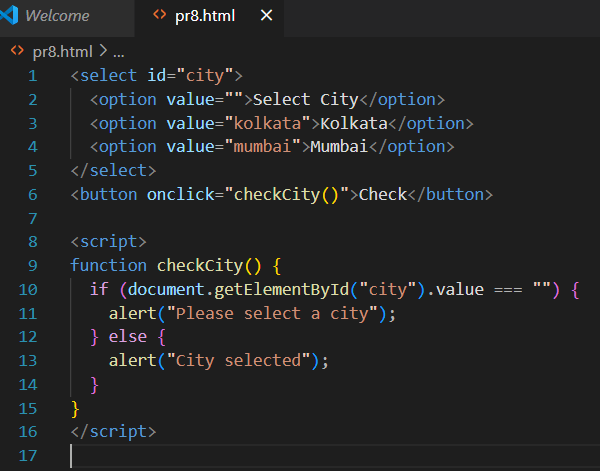 Welcome
<> pr8.html ×
<> pr8.html > ...
1 <select id="city">
2   <option value="">Select City</option>
3   <option value="kolkata">Kolkata</option>
4   <option value="mumbai">Mumbai</option>
5 </select>
6 <button onclick="checkCity()">Check</button>
7
8 <script>
9 function checkCity() {
10   if (document.getElementById("city").value === "") {
11     alert("Please select a city");
12   } else {
13     alert("City selected");
14   }
15 }
16 </script>
17